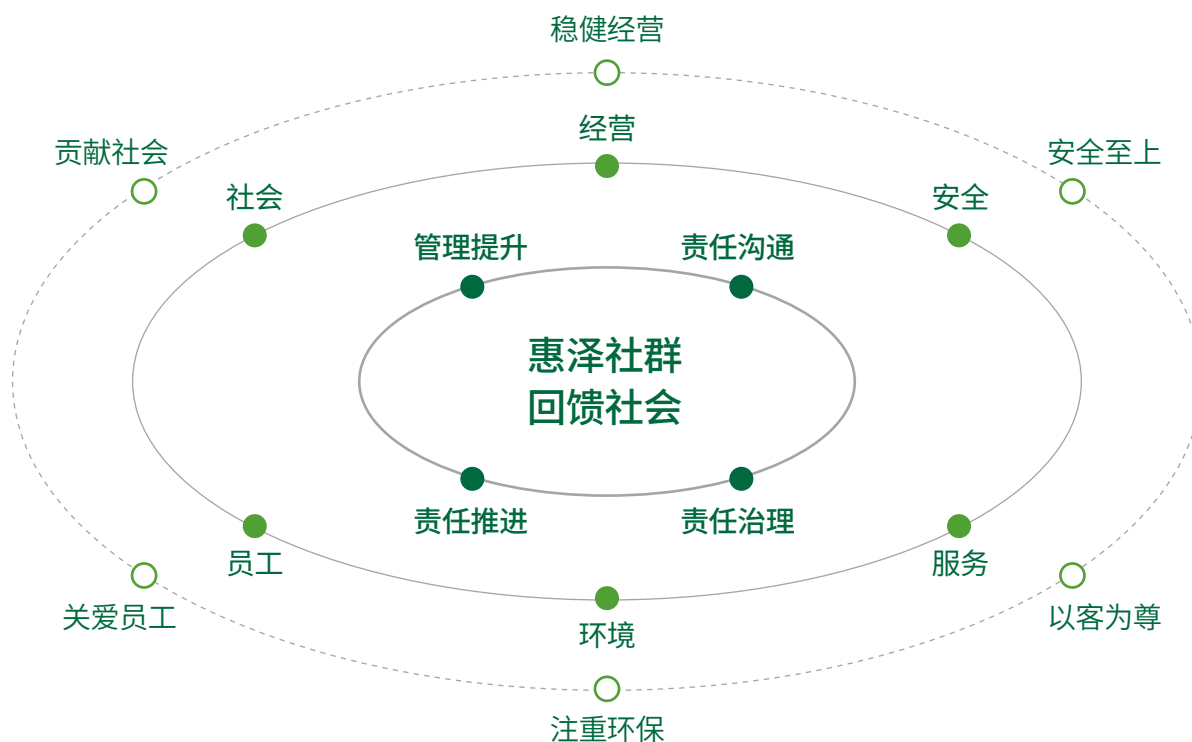 稳健经营
经营
贡献社会
安全至上
社会
安全
管理提升
责任沟通
惠泽社群
回馈社会
责任推进
责任治理
员工
服务
关爱员工
以客为尊
环境
注重环保